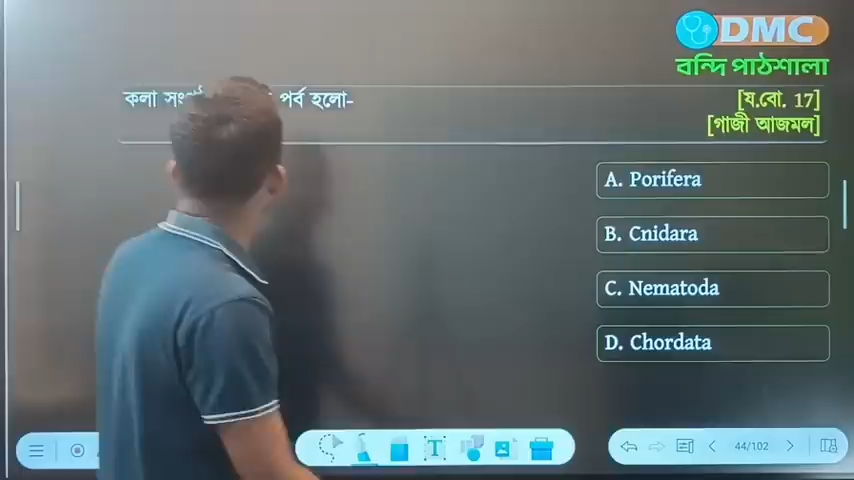 DMC
বন্দি পাঠশালা
কলা পর্ব হলো-
[য.বো. 17]
[গাজী আজমল]
A. Porifera
B. Cnidara
C. Nematoda
D. Chordata
T
44/102